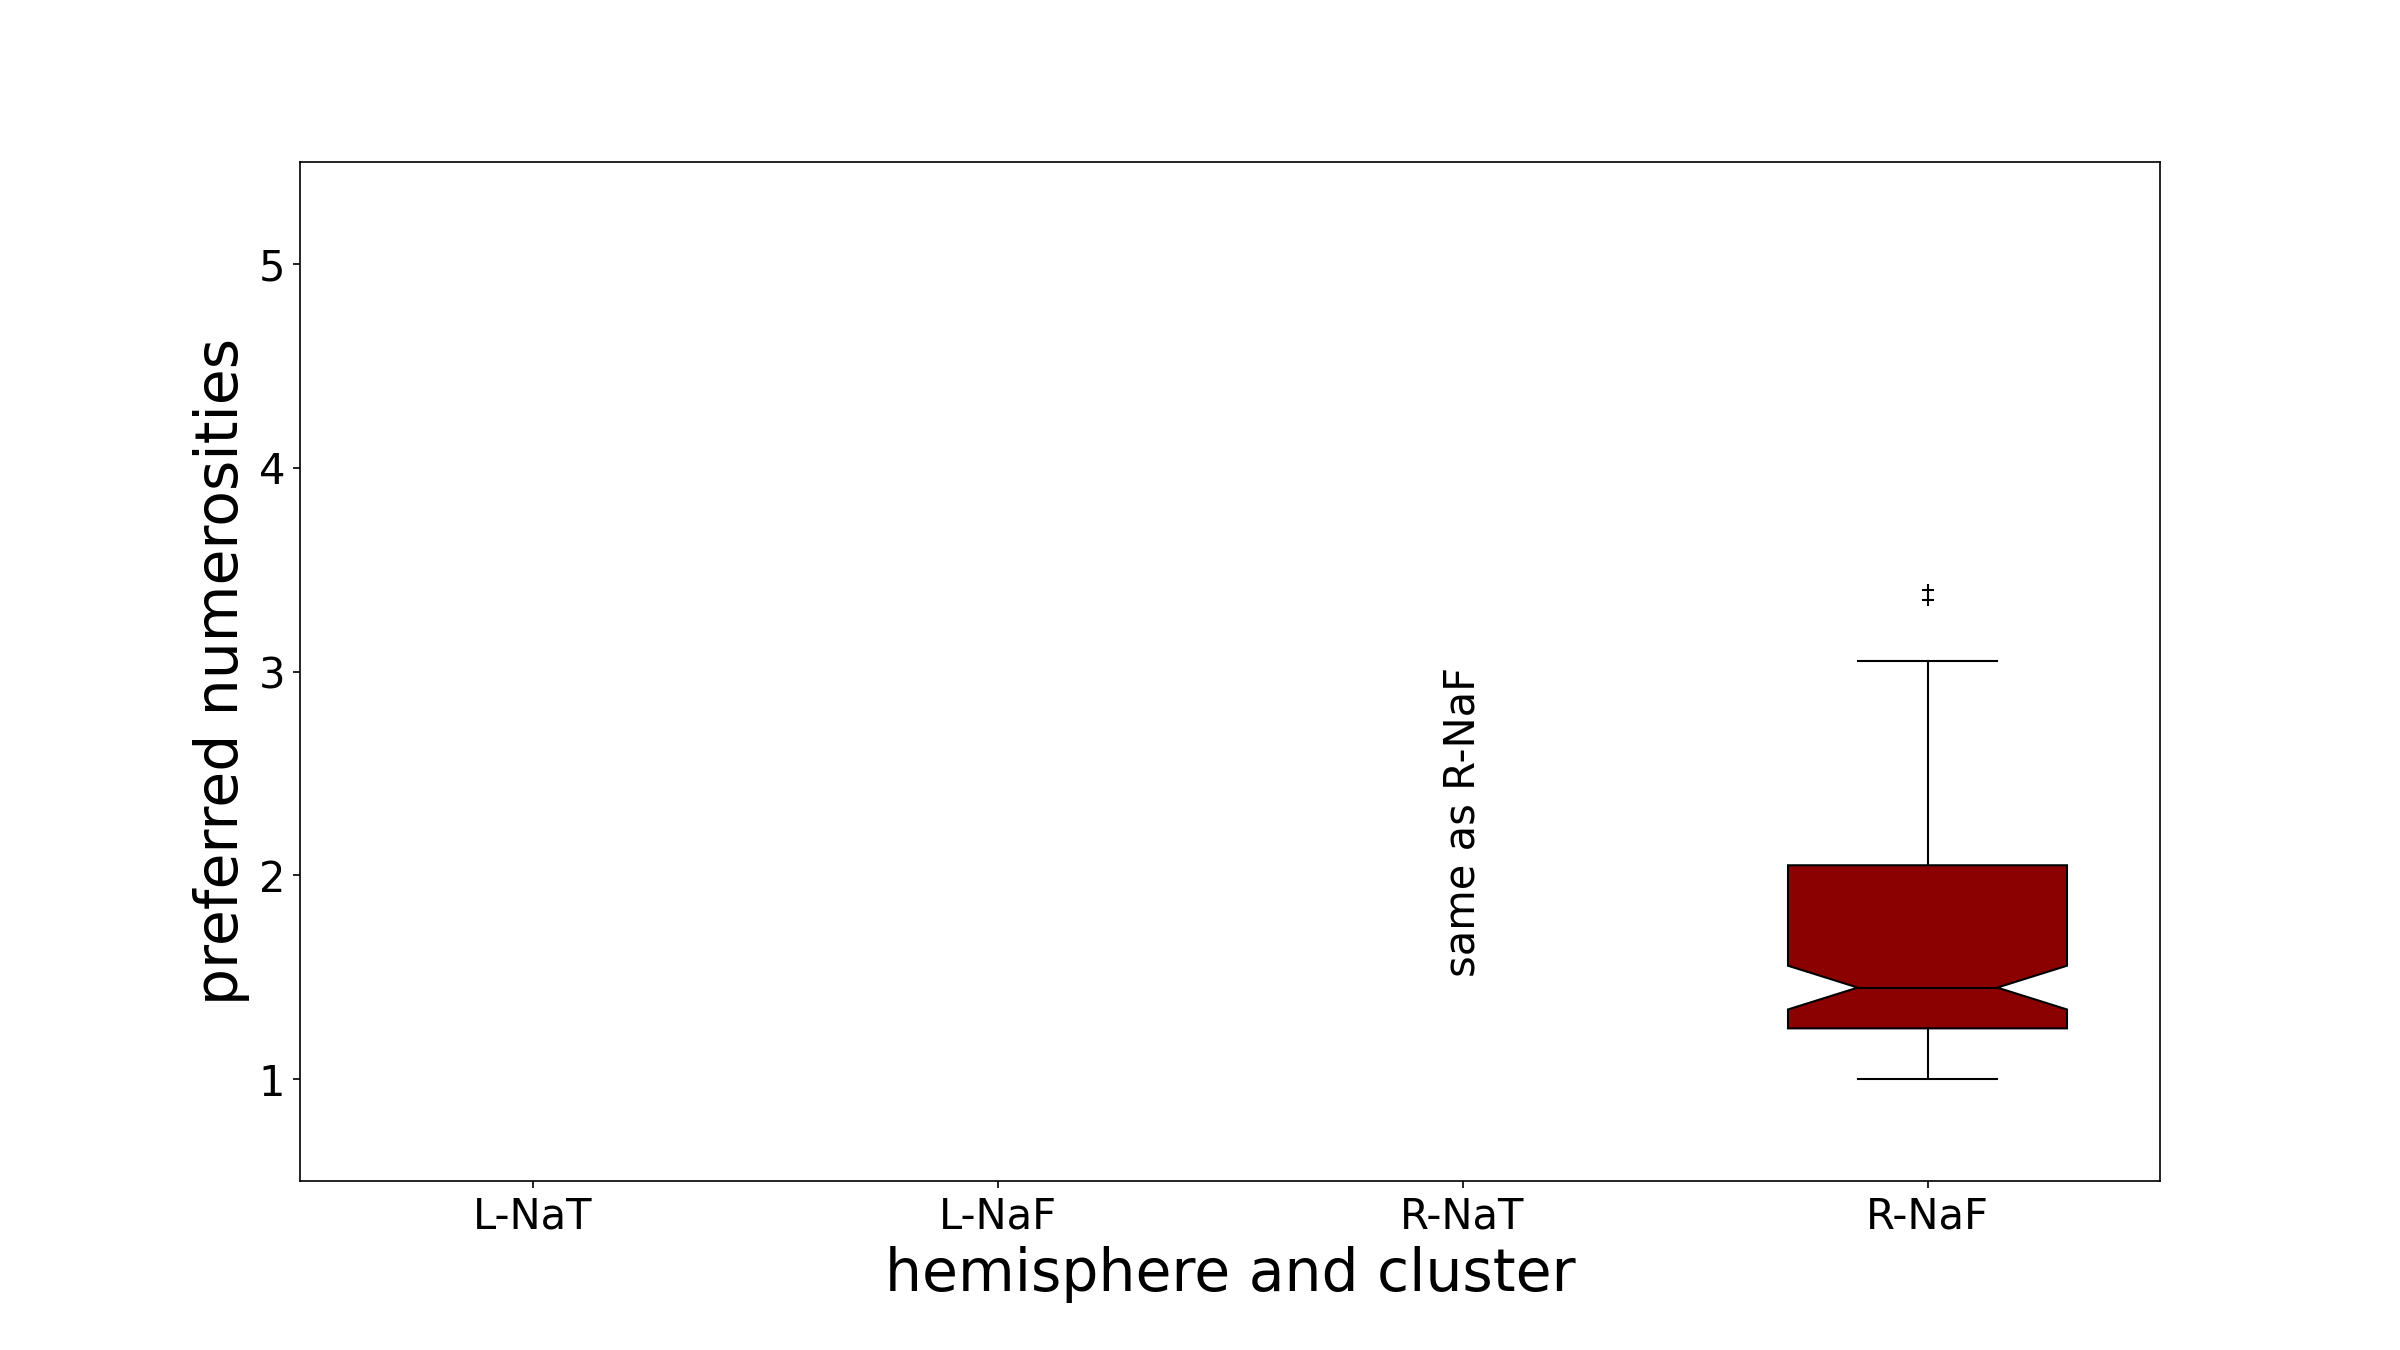 preferred numerosities
5
4
3
2
1
same as R-NaF
‡
L-NaT L-NaF R-NaT R-NaF
hemisphere and cluster